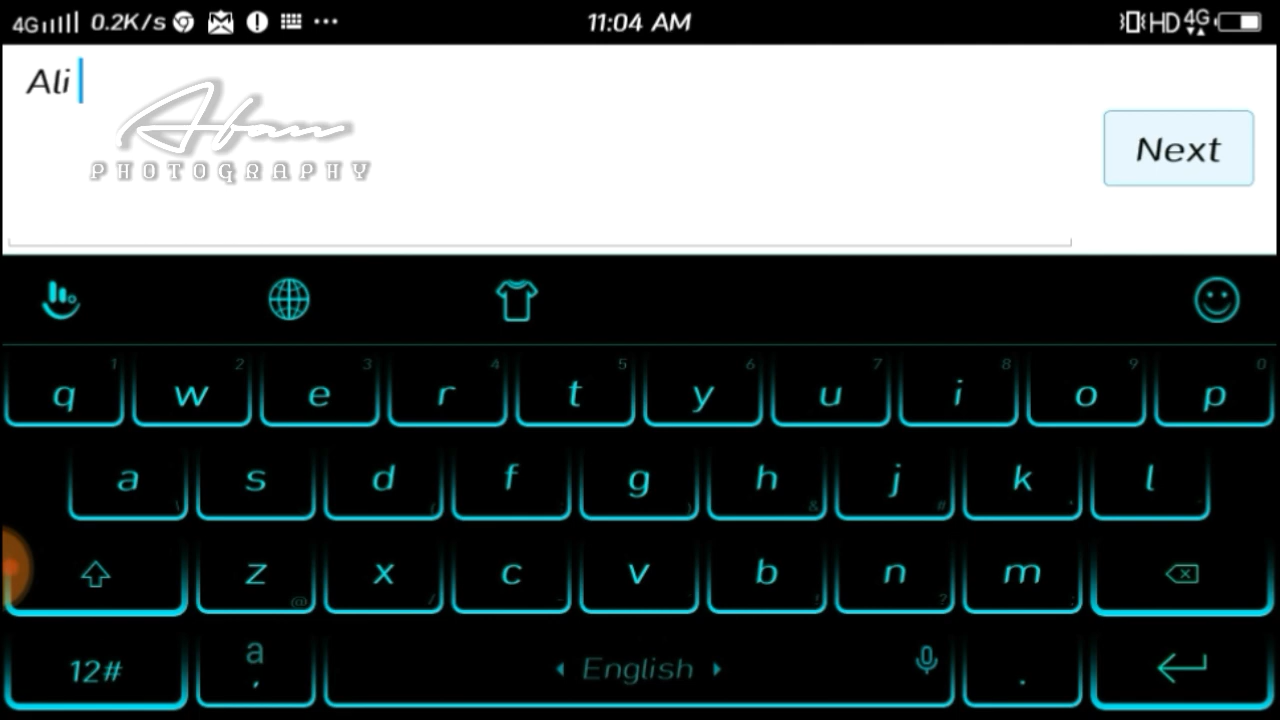 4G 0.2K/s 11:04 AM HD 4G
Ali
Afan
PHOTOGRAPHY
Next
1 2 3 4 5 6 7 8 9 0
q w e r t y u i o p
a s d f g h j k l
\ ( ) & # *
z x c v b n m
@ / - ' ! ? ;
12# a , English .